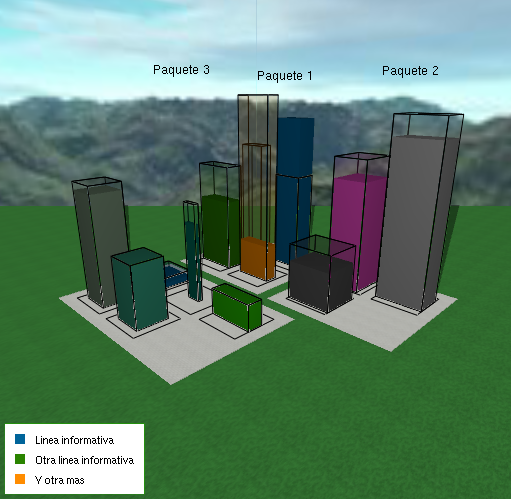 Paquete 3
Paquete 1
Paquete 2
Linea informativa
Otra linea informativa
Y otra mas